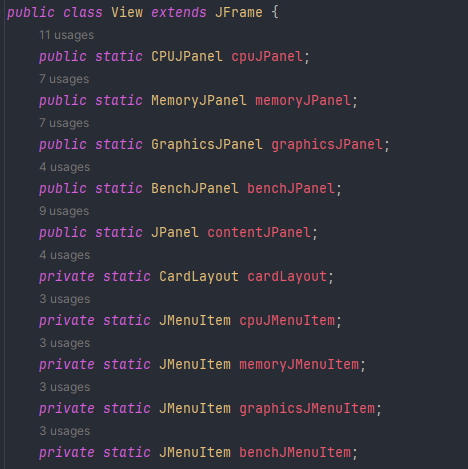 public class View extends JFrame {
11 usages
public static CPUJPanel cpuJPanel;
7 usages
public static MemoryJPanel memoryJPanel;
7 usages
public static GraphicsJPanel graphicsJPanel;
4 usages
public static BenchJPanel benchJPanel;
9 usages
public static JPanel contentJPanel;
4 usages
private static CardLayout cardLayout;
3 usages
private static JMenuItem cpuJMenuItem;
3 usages
private static JMenuItem memoryJMenuItem;
3 usages
private static JMenuItem graphicsJMenuItem;
3 usages
private static JMenuItem benchJMenuItem;